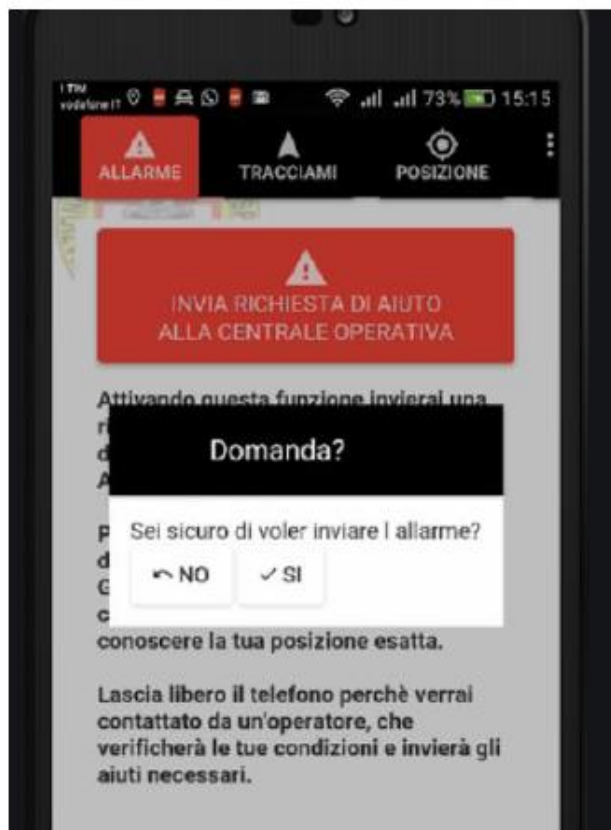 I TIM
vodafone IT
73% 15:15
ALLARME TRACCIAMI POSIZIONE
INVIA RICHIESTA DI AIUTO
ALLA CENTRALE OPERATIVA
Attivando questa funzione invierai una
Domanda?
Sei sicuro di voler inviare l allarme?
NO SI
conoscere la tua posizione esatta.
Lascia libero il telefono perchè verrai
contattato da un'operatore, che
verificherà le tue condizioni e invierà gli
aiuti necessari.